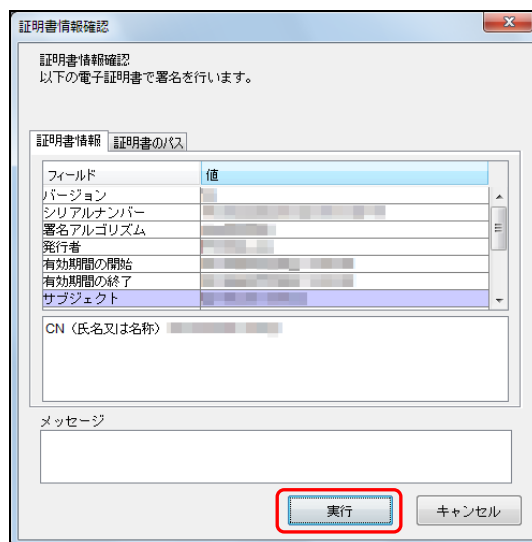 証明書情報確認
証明書情報確認
以下の電子証明書で署名を行います。
証明書情報 証明書のパス
フィールド 値
バージョン
シリアルナンバー
署名アルゴリズム
発行者
有効期間の開始
有効期間の終了
サブジェクト
CN（氏名又は名称）
メッセージ
実行 キャンセル